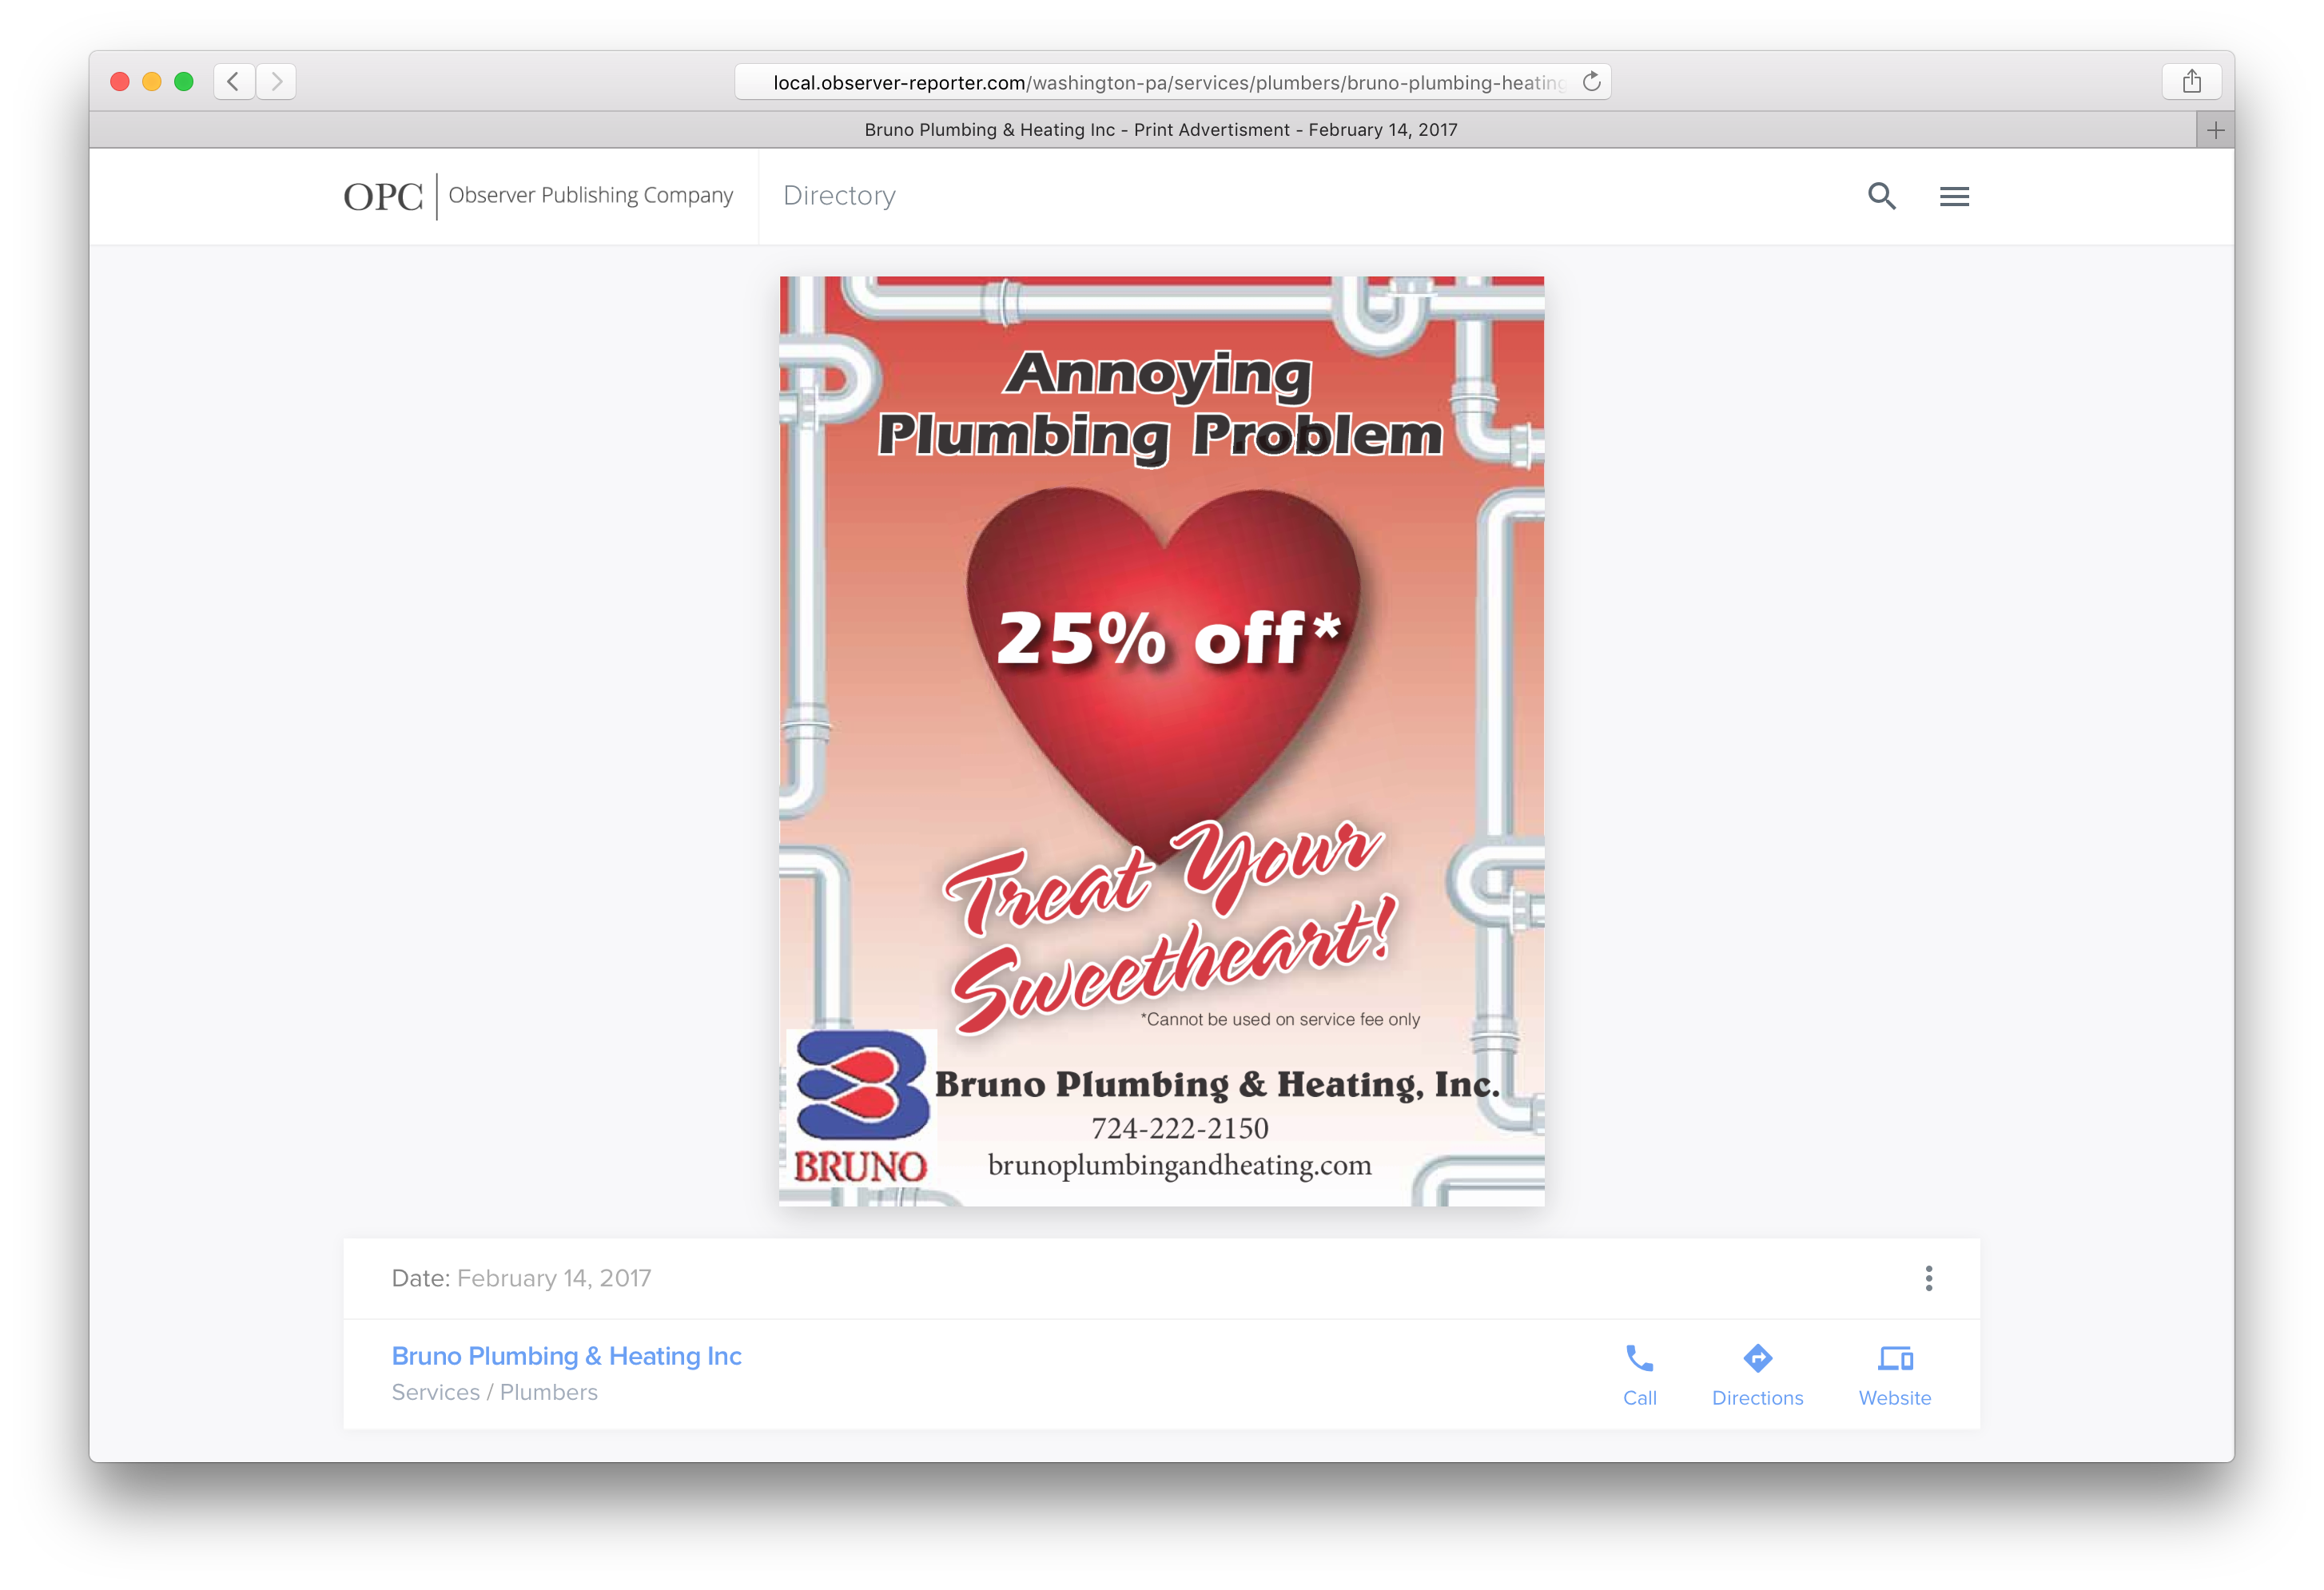 local.observer-reporter.com/washington-pa/services/plumbers/bruno-plumbing-heating
Bruno Plumbing & Heating Inc - Print Advertisment - February 14, 2017
OPC | Observer Publishing Company
Directory
Annoying
Plumbing Problem
25% off*
Treat Your
Sweetheart!
*Cannot be used on service fee only
Bruno Plumbing & Heating, Inc.
724-222-2150
brunoplumbingandheating.com
BRUNO
Date: February 14, 2017
Bruno Plumbing & Heating Inc
Services / Plumbers
Call
Directions
Website